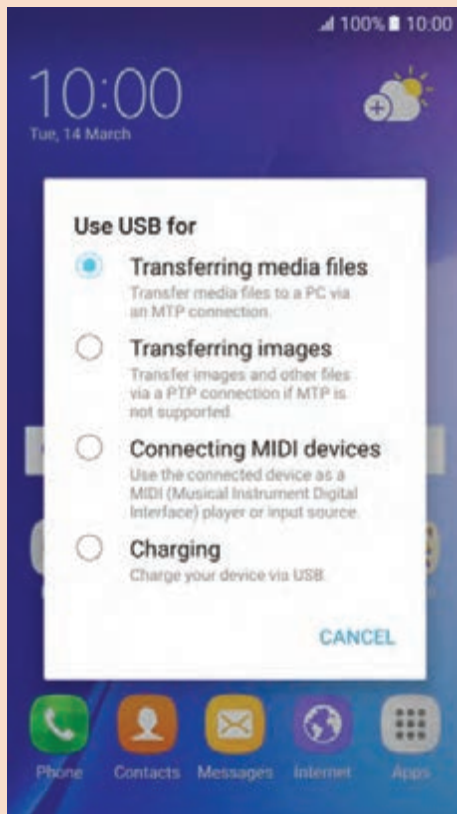 100% 10:00
10:00
Tue, 14 March
Use USB for
Transferring media files
Transfer media files to a PC via
an MTP connection.
Transferring images
Transfer images and other files
via a PTP connection if MTP is
not supported.
Connecting MIDI devices
Use the connected device as a
MIDI (Musical Instrument Digital
Interface) player or input source.
Charging
Charge your device via USB.
CANCEL
Phone Contacts Messages Internet Apps